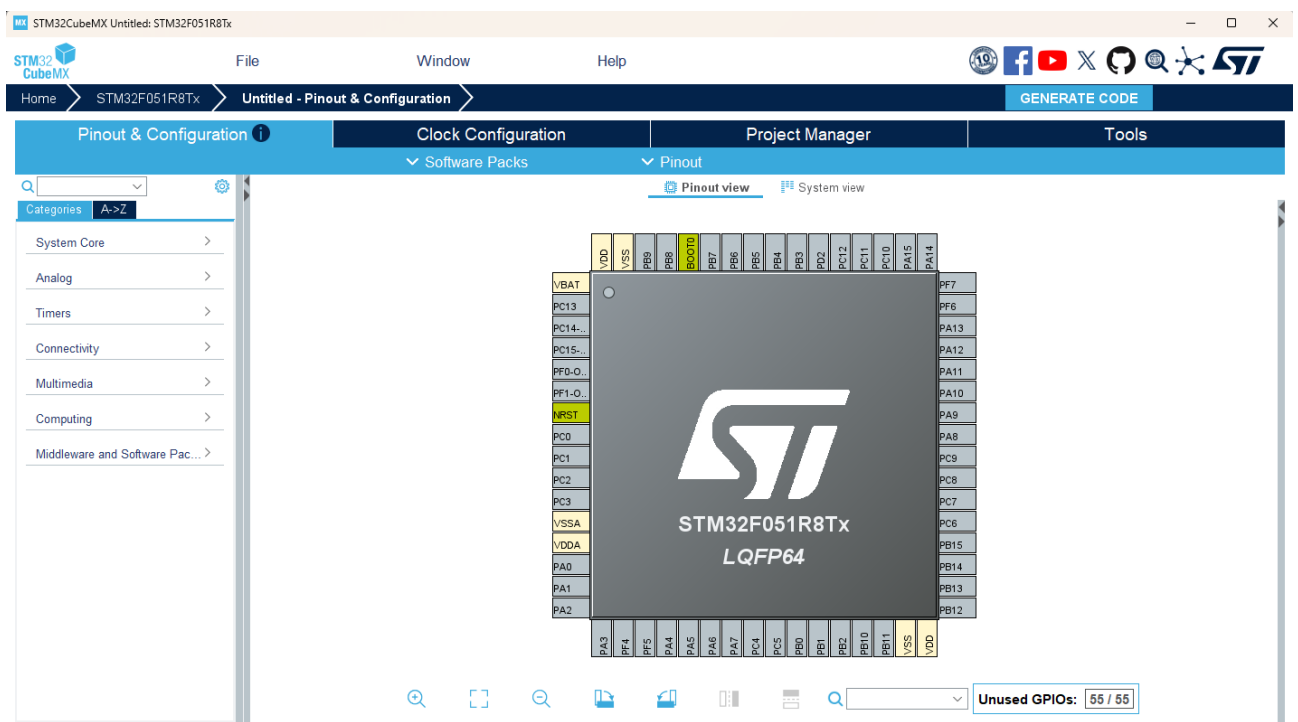 MX STM32CubeMX Untitled: STM32F051R8Tx
STM32 CubeMX
File Window Help
10
Home STM32F051R8Tx Untitled - Pinout & Configuration GENERATE CODE
Pinout & Configuration Clock Configuration Project Manager Tools
Software Packs Pinout
Pinout view System view
Categories A->Z
System Core
Analog
Timers
Connectivity
Multimedia
Computing
Middleware and Software Pac...
VDD VSS PB9 PB8 BOOT0 PB7 PB6 PB5 PB4 PB3 PD2 PC12 PC11 PC10 PA15 PA14
VBAT
PC13
PC14-..
PC15-..
PF0-O..
PF1-O..
NRST
PC0
PC1
PC2
PC3
VSSA
VDDA
PA0
PA1
PA2
ST
STM32F051R8Tx
LQFP64
PF7
PF6
PA13
PA12
PA11
PA10
PA9
PA8
PC9
PC8
PC7
PC6
PB15
PB14
PB13
PB12
PA3 PF4 PF5 PA4 PA5 PA6 PA7 PC4 PC5 PB0 PB1 PB2 PB10 PB11 VSS VDD
Unused GPIOs: 55 / 55